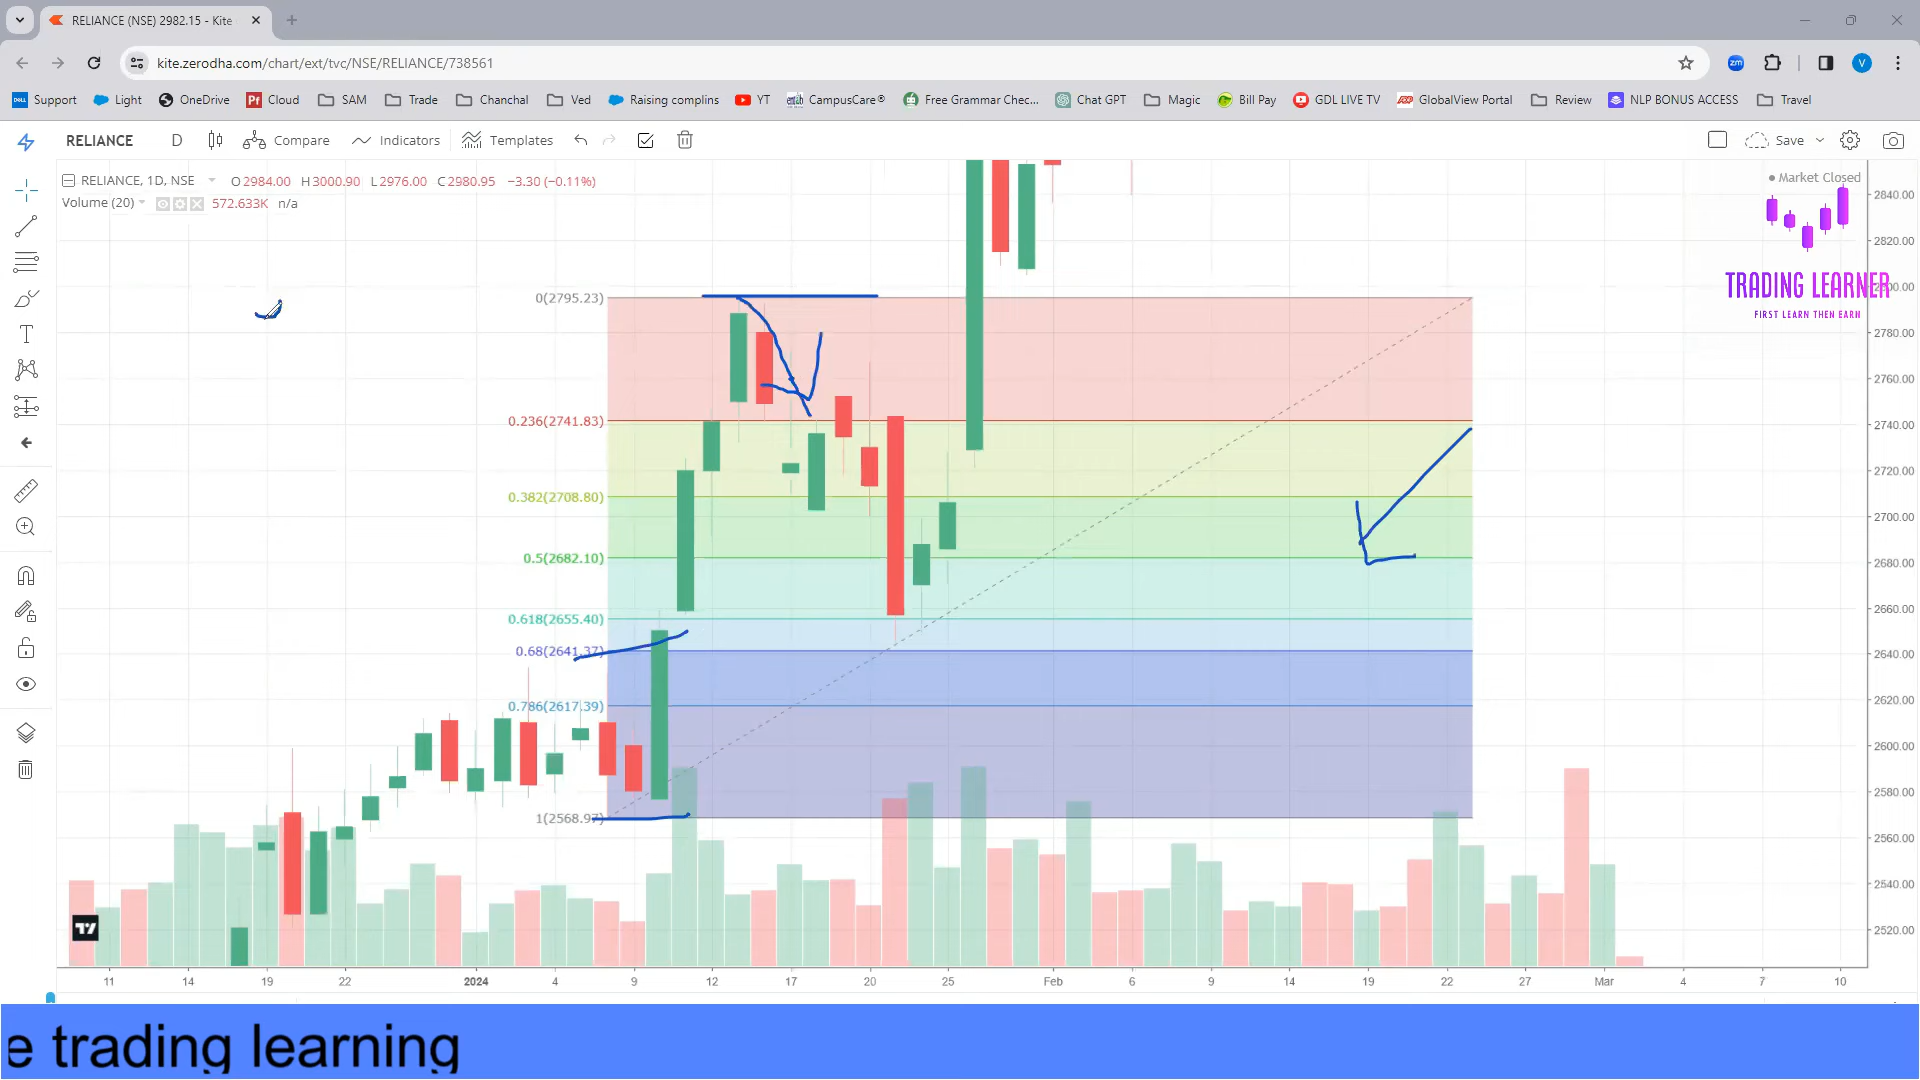 RELIANCE (NSE) 2982.15 - Kite
kite.zerodha.com/chart/ext/tvc/NSE/RELIANCE/738561
zm
V
DELL Support Light OneDrive Pf Cloud SAM Trade Chanchal Ved Raising complins YT CampusCare® Free Grammar Chec... Chat GPT Magic Bill Pay GDL LIVE TV ADP GlobalView Portal Review NLP BONUS ACCESS Travel
RELIANCE D Compare Indicators Templates Save
RELIANCE, 1D, NSE O2984.00 H3000.90 L2976.00 C2980.95 −3.30 (−0.11%)
Market Closed
Volume (20) 572.633K n/a
TRADING LEARNER
FIRST LEARN THEN EARN
0(2795.23)
0.236(2741.83)
0.382(2708.80)
0.5(2682.10)
0.618(2655.40)
0.68(2641.37)
0.786(2617.39)
1(2568.97)
2840.00
2820.00
2780.00
2760.00
2740.00
2720.00
2700.00
2680.00
2660.00
2640.00
2620.00
2600.00
2580.00
2560.00
2540.00
2520.00
11 14 19 22 2024 4 9 12 17 20 25 Feb 6 9 14 19 22 27 Mar 4 7 10
e trading learning